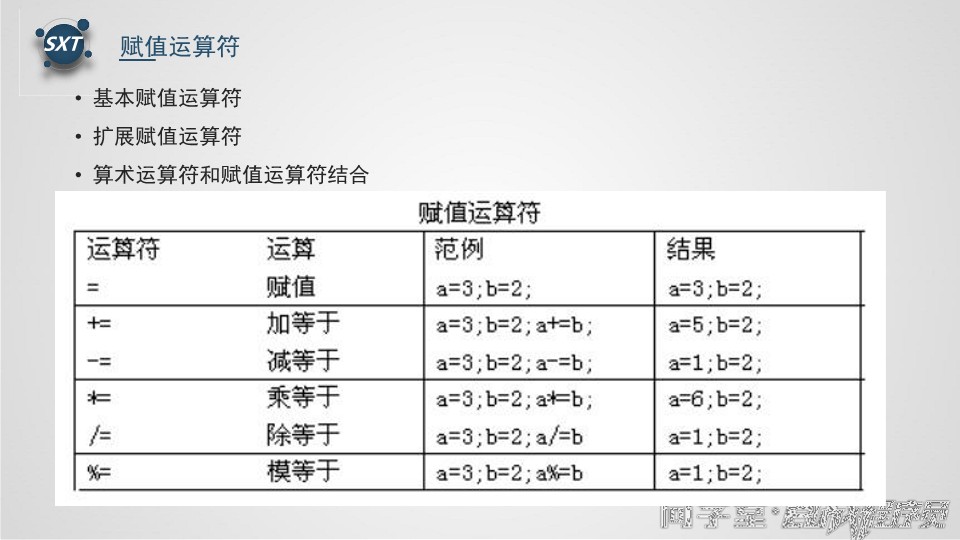 SXT
赋值运算符
• 基本赋值运算符
• 扩展赋值运算符
• 算术运算符和赋值运算符结合
赋值运算符
运算符 运算 范例 结果
= 赋值 a=3;b=2; a=3;b=2;
+= 加等于 a=3;b=2;a+=b; a=5;b=2;
-= 减等于 a=3;b=2;a-=b; a=1;b=2;
*= 乘等于 a=3;b=2;a*=b; a=6;b=2;
/= 除等于 a=3;b=2;a/=b a=1;b=2;
%= 模等于 a=3;b=2;a%=b a=1;b=2;